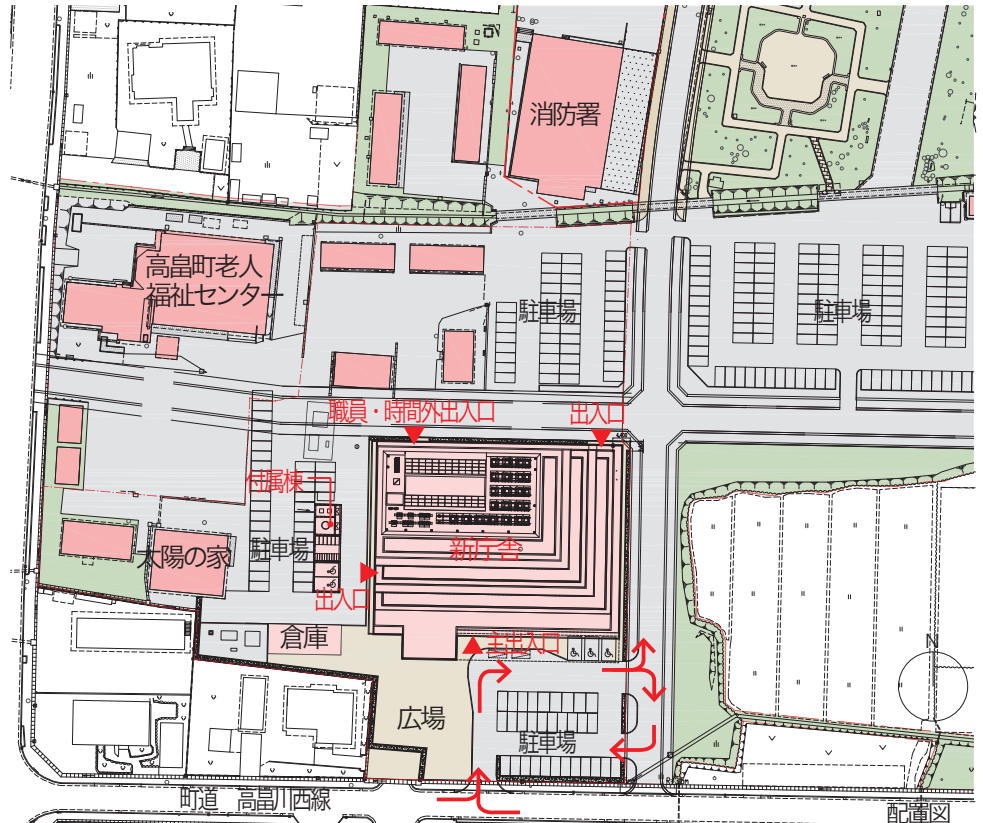 消防署
高畠町老人
福祉センター
駐車場
駐車場
職員・時間外出入口
出入口
付属棟
太陽の家
駐車場
新庁舎
出入口
倉庫
主出入口
N
広場
駐車場
町道 高畠川西線
配置図